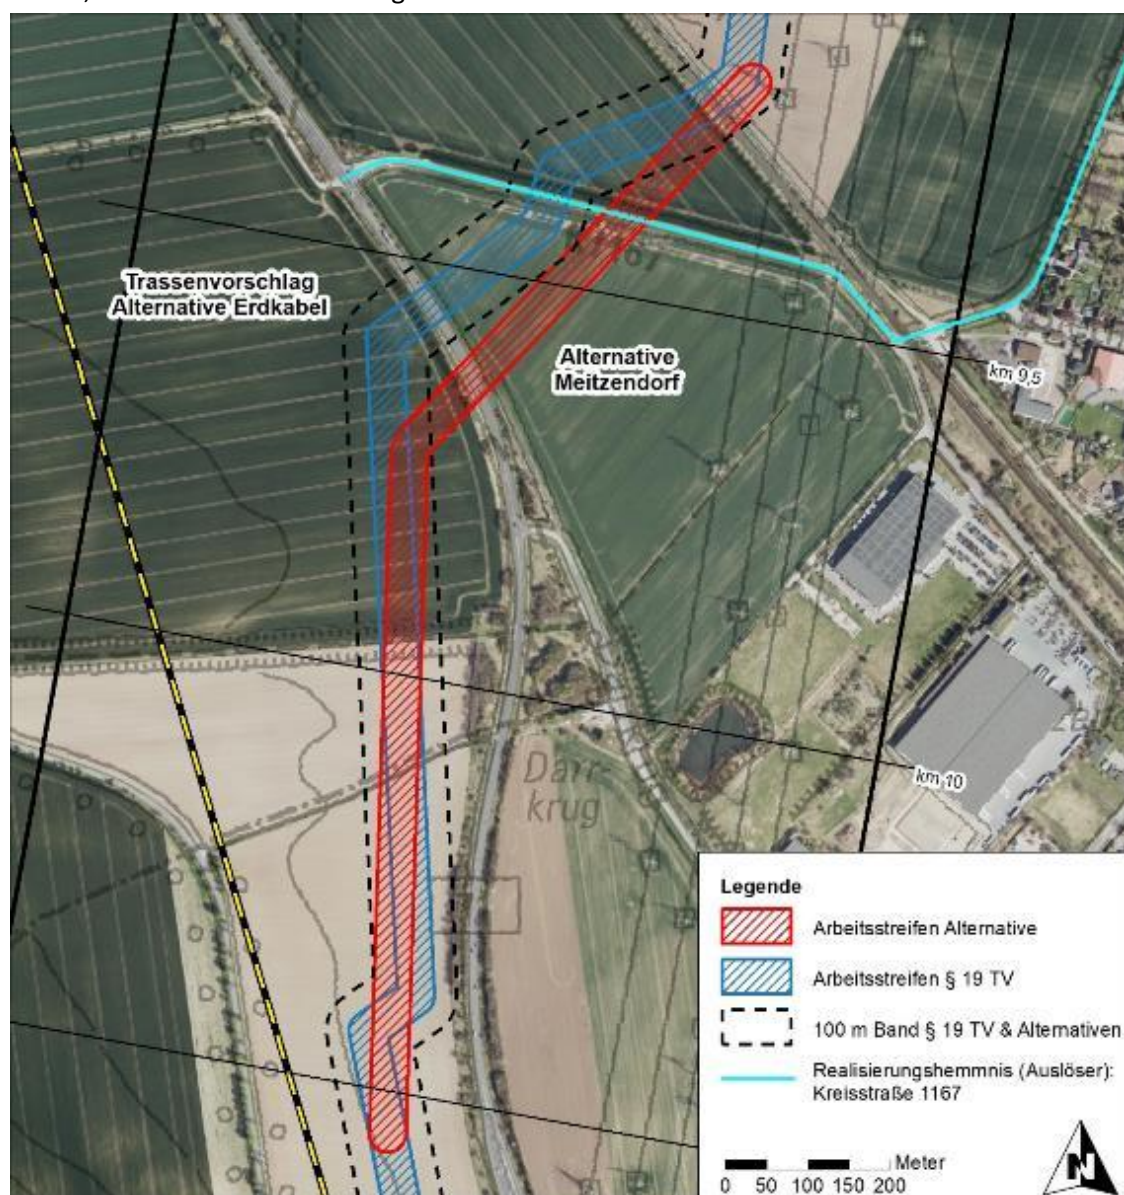 Trassenvorschlag
Alternative Erdkabel
Alternative
Meitzendorf
km 9,5
km 10
Darr-
krug
Legende
Arbeitsstreifen Alternative
Arbeitsstreifen § 19 TV
100 m Band § 19 TV & Alternativen
Realisierungshemmnis (Auslöser):
Kreisstraße 1167
Meter
0 50 100 150 200
N